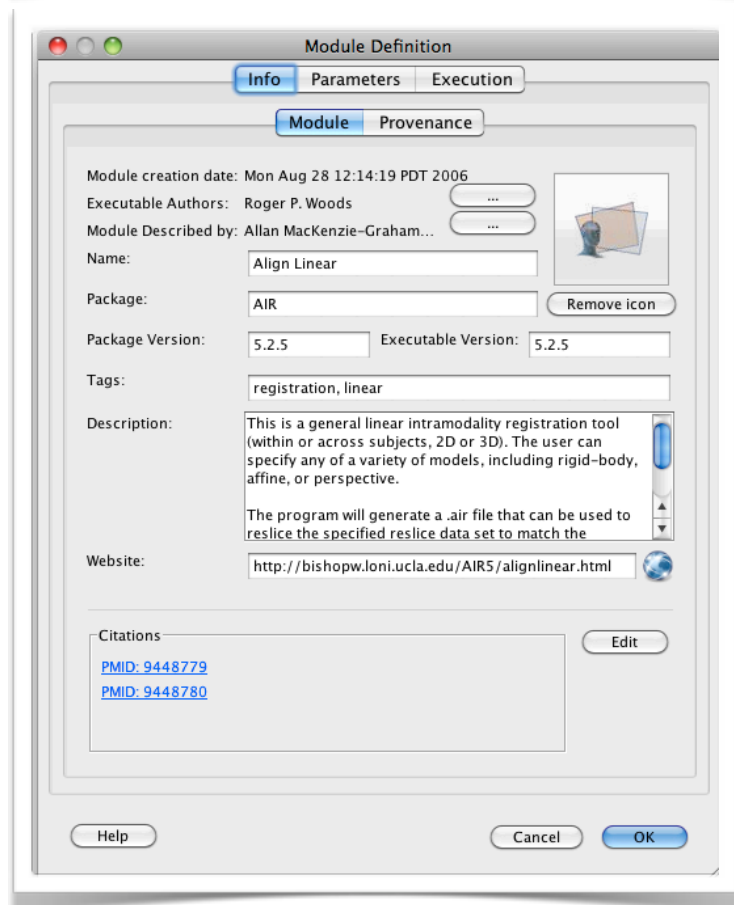 Module Definition
Info Parameters Execution
Module Provenance
Module creation date: Mon Aug 28 12:14:19 PDT 2006
Executable Authors: Roger P. Woods ...
Module Described by: Allan MacKenzie-Graham... ...
Name: Align Linear
Package: AIR Remove icon
Package Version: 5.2.5 Executable Version: 5.2.5
Tags: registration, linear
Description: This is a general linear intramodality registration tool
(within or across subjects, 2D or 3D). The user can
specify any of a variety of models, including rigid-body,
affine, or perspective.
The program will generate a .air file that can be used to
reslice the specified reslice data set to match the
Website: http://bishopw.loni.ucla.edu/AIR5/alignlinear.html
Citations Edit
PMID: 9448779
PMID: 9448780
Help Cancel OK